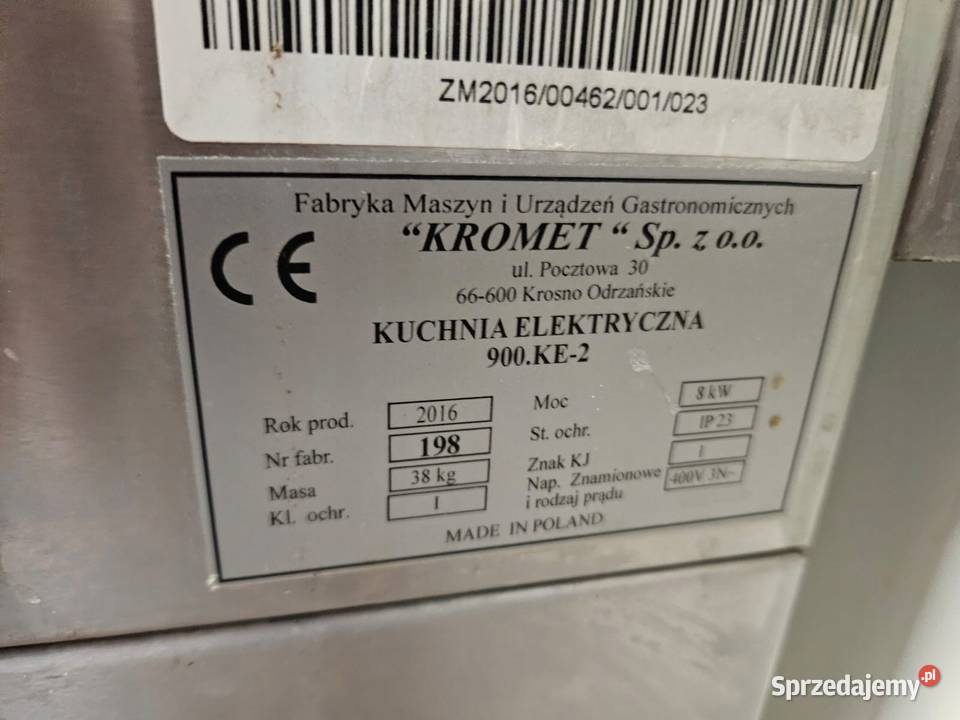 ZM2016/00462/001/023
Fabryka Maszyn i Urządzeń Gastronomicznych
“KROMET “ Sp. z o.o.
ul. Pocztowa 30
66-600 Krosno Odrzańskie
CE
KUCHNIA ELEKTRYCZNA
900.KE-2
Rok prod. 2016
Nr fabr. 198
Masa 38 kg
Kl. ochr. I
Moc 8 kW
St. ochr. IP 23
Znak KJ 1
Nap. Znamionowe
i rodzaj prądu 400V 3N~
MADE IN POLAND
Sprzedajemy.pl